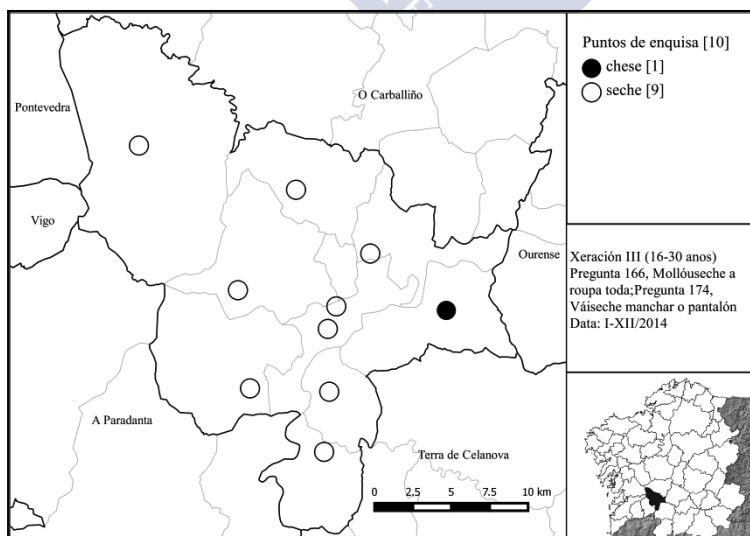 Pontevedra
O Carballiño
Vigo
Ourense
A Paradanta
Terra de Celanova
0 2,5 5 7,5 10 km
Puntos de enquisa [10]
chese [1]
seche [9]
Xeración III (16-30 anos)
Pregunta 166, Mollóuseche a
roupa toda;Pregunta 174,
Váiseche manchar o pantalón
Data: I-XII/2014